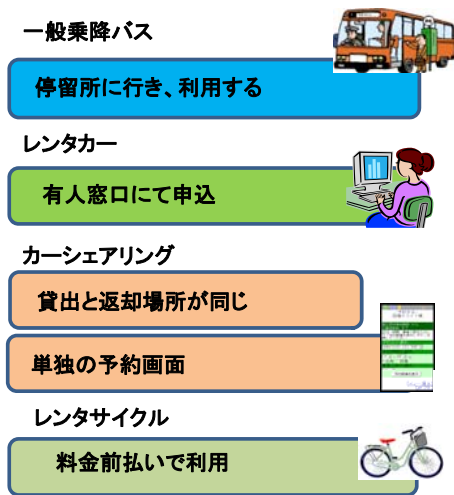 一般乗降バス
停留所に行き、利用する
レンタカー
有人窓口にて申込
カーシェアリング
貸出と返却場所が同じ
単独の予約画面
レンタサイクル
料金前払いで利用